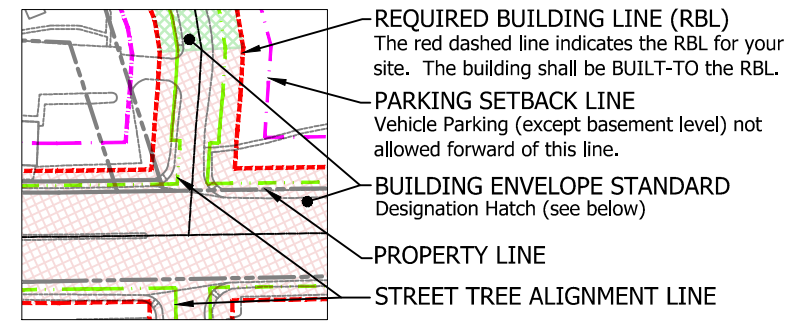 REQUIRED BUILDING LINE (RBL)
The red dashed line indicates the RBL for your
site. The building shall be BUILT-TO the RBL.
PARKING SETBACK LINE
Vehicle Parking (except basement level) not
allowed forward of this line.
BUILDING ENVELOPE STANDARD
Designation Hatch (see below)
PROPERTY LINE
STREET TREE ALIGNMENT LINE